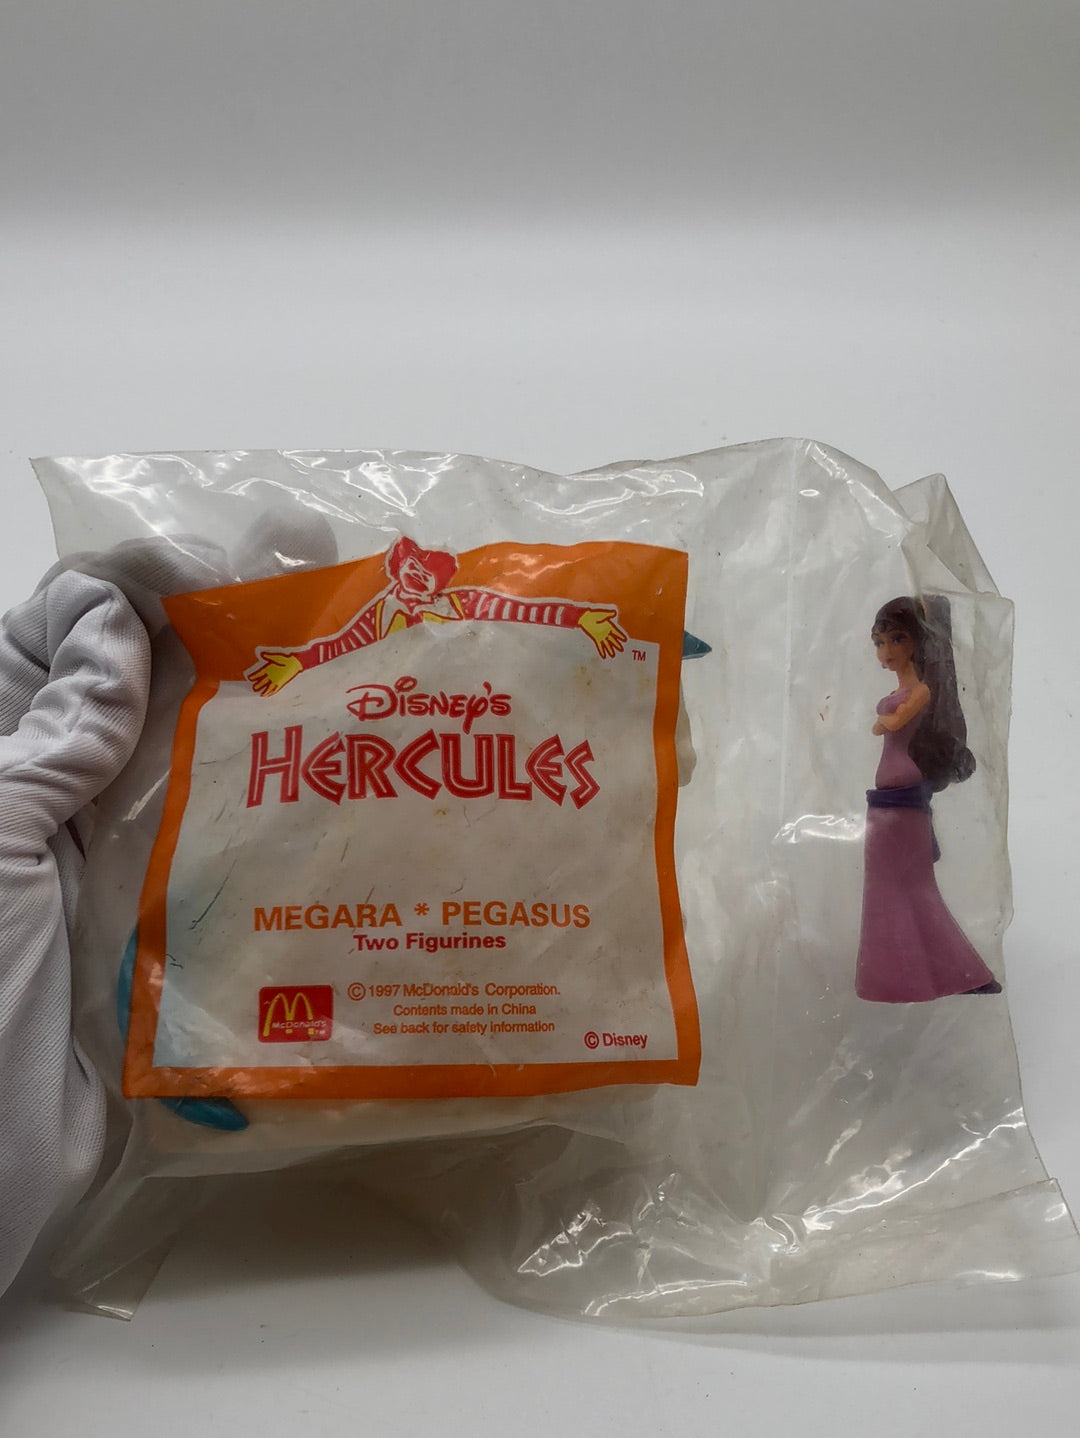 TM
DISNEY'S
HERCULES
MEGARA * PEGASUS
Two Figurines
McDonald's
TM
© 1997 McDonald's Corporation.
Contents made in China
See back for safety information
© Disney